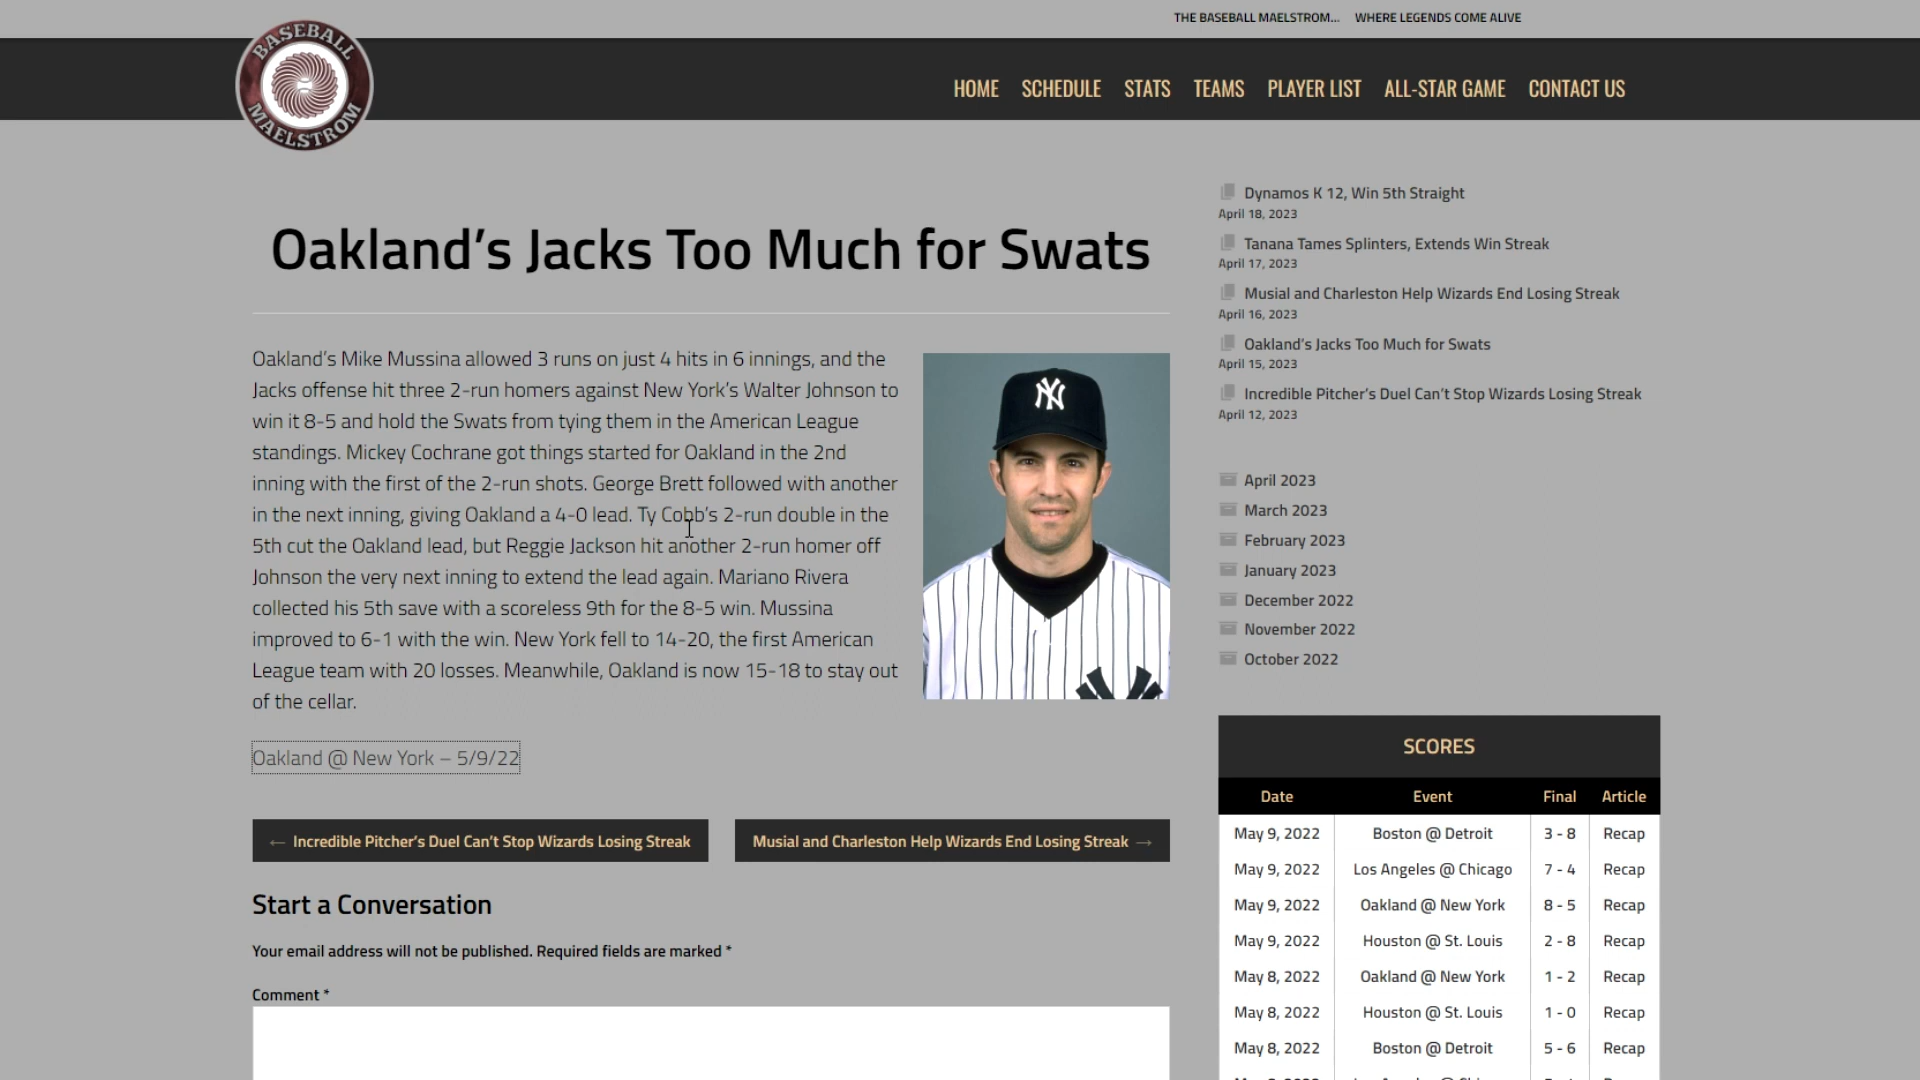 THE BASEBALL MAELSTROM... WHERE LEGENDS COME ALIVE
BASEBALL
MAELSTROM
HOME SCHEDULE STATS TEAMS PLAYER LIST ALL-STAR GAME CONTACT US
Oakland’s Jacks Too Much for Swats
Oakland’s Mike Mussina allowed 3 runs on just 4 hits in 6 innings, and the
Jacks offense hit three 2-run homers against New York’s Walter Johnson to
win it 8-5 and hold the Swats from tying them in the American League
standings. Mickey Cochrane got things started for Oakland in the 2nd
inning with the first of the 2-run shots. George Brett followed with another
in the next inning, giving Oakland a 4-0 lead. Ty Cobb’s 2-run double in the
5th cut the Oakland lead, but Reggie Jackson hit another 2-run homer off
Johnson the very next inning to extend the lead again. Mariano Rivera
collected his 5th save with a scoreless 9th for the 8-5 win. Mussina
improved to 6-1 with the win. New York fell to 14-20, the first American
League team with 20 losses. Meanwhile, Oakland is now 15-18 to stay out
of the cellar.
NY
Oakland @ New York – 5/9/22
← Incredible Pitcher’s Duel Can’t Stop Wizards Losing Streak
Musial and Charleston Help Wizards End Losing Streak →
Start a Conversation
Your email address will not be published. Required fields are marked *
Comment *
Dynamos K 12, Win 5th Straight
April 18, 2023
Tanana Tames Splinters, Extends Win Streak
April 17, 2023
Musial and Charleston Help Wizards End Losing Streak
April 16, 2023
Oakland’s Jacks Too Much for Swats
April 15, 2023
Incredible Pitcher’s Duel Can’t Stop Wizards Losing Streak
April 12, 2023
April 2023
March 2023
February 2023
January 2023
December 2022
November 2022
October 2022
SCORES
Date Event Final Article
May 9, 2022 Boston @ Detroit 3 - 8 Recap
May 9, 2022 Los Angeles @ Chicago 7 - 4 Recap
May 9, 2022 Oakland @ New York 8 - 5 Recap
May 9, 2022 Houston @ St. Louis 2 - 8 Recap
May 8, 2022 Oakland @ New York 1 - 2 Recap
May 8, 2022 Houston @ St. Louis 1 - 0 Recap
May 8, 2022 Boston @ Detroit 5 - 6 Recap